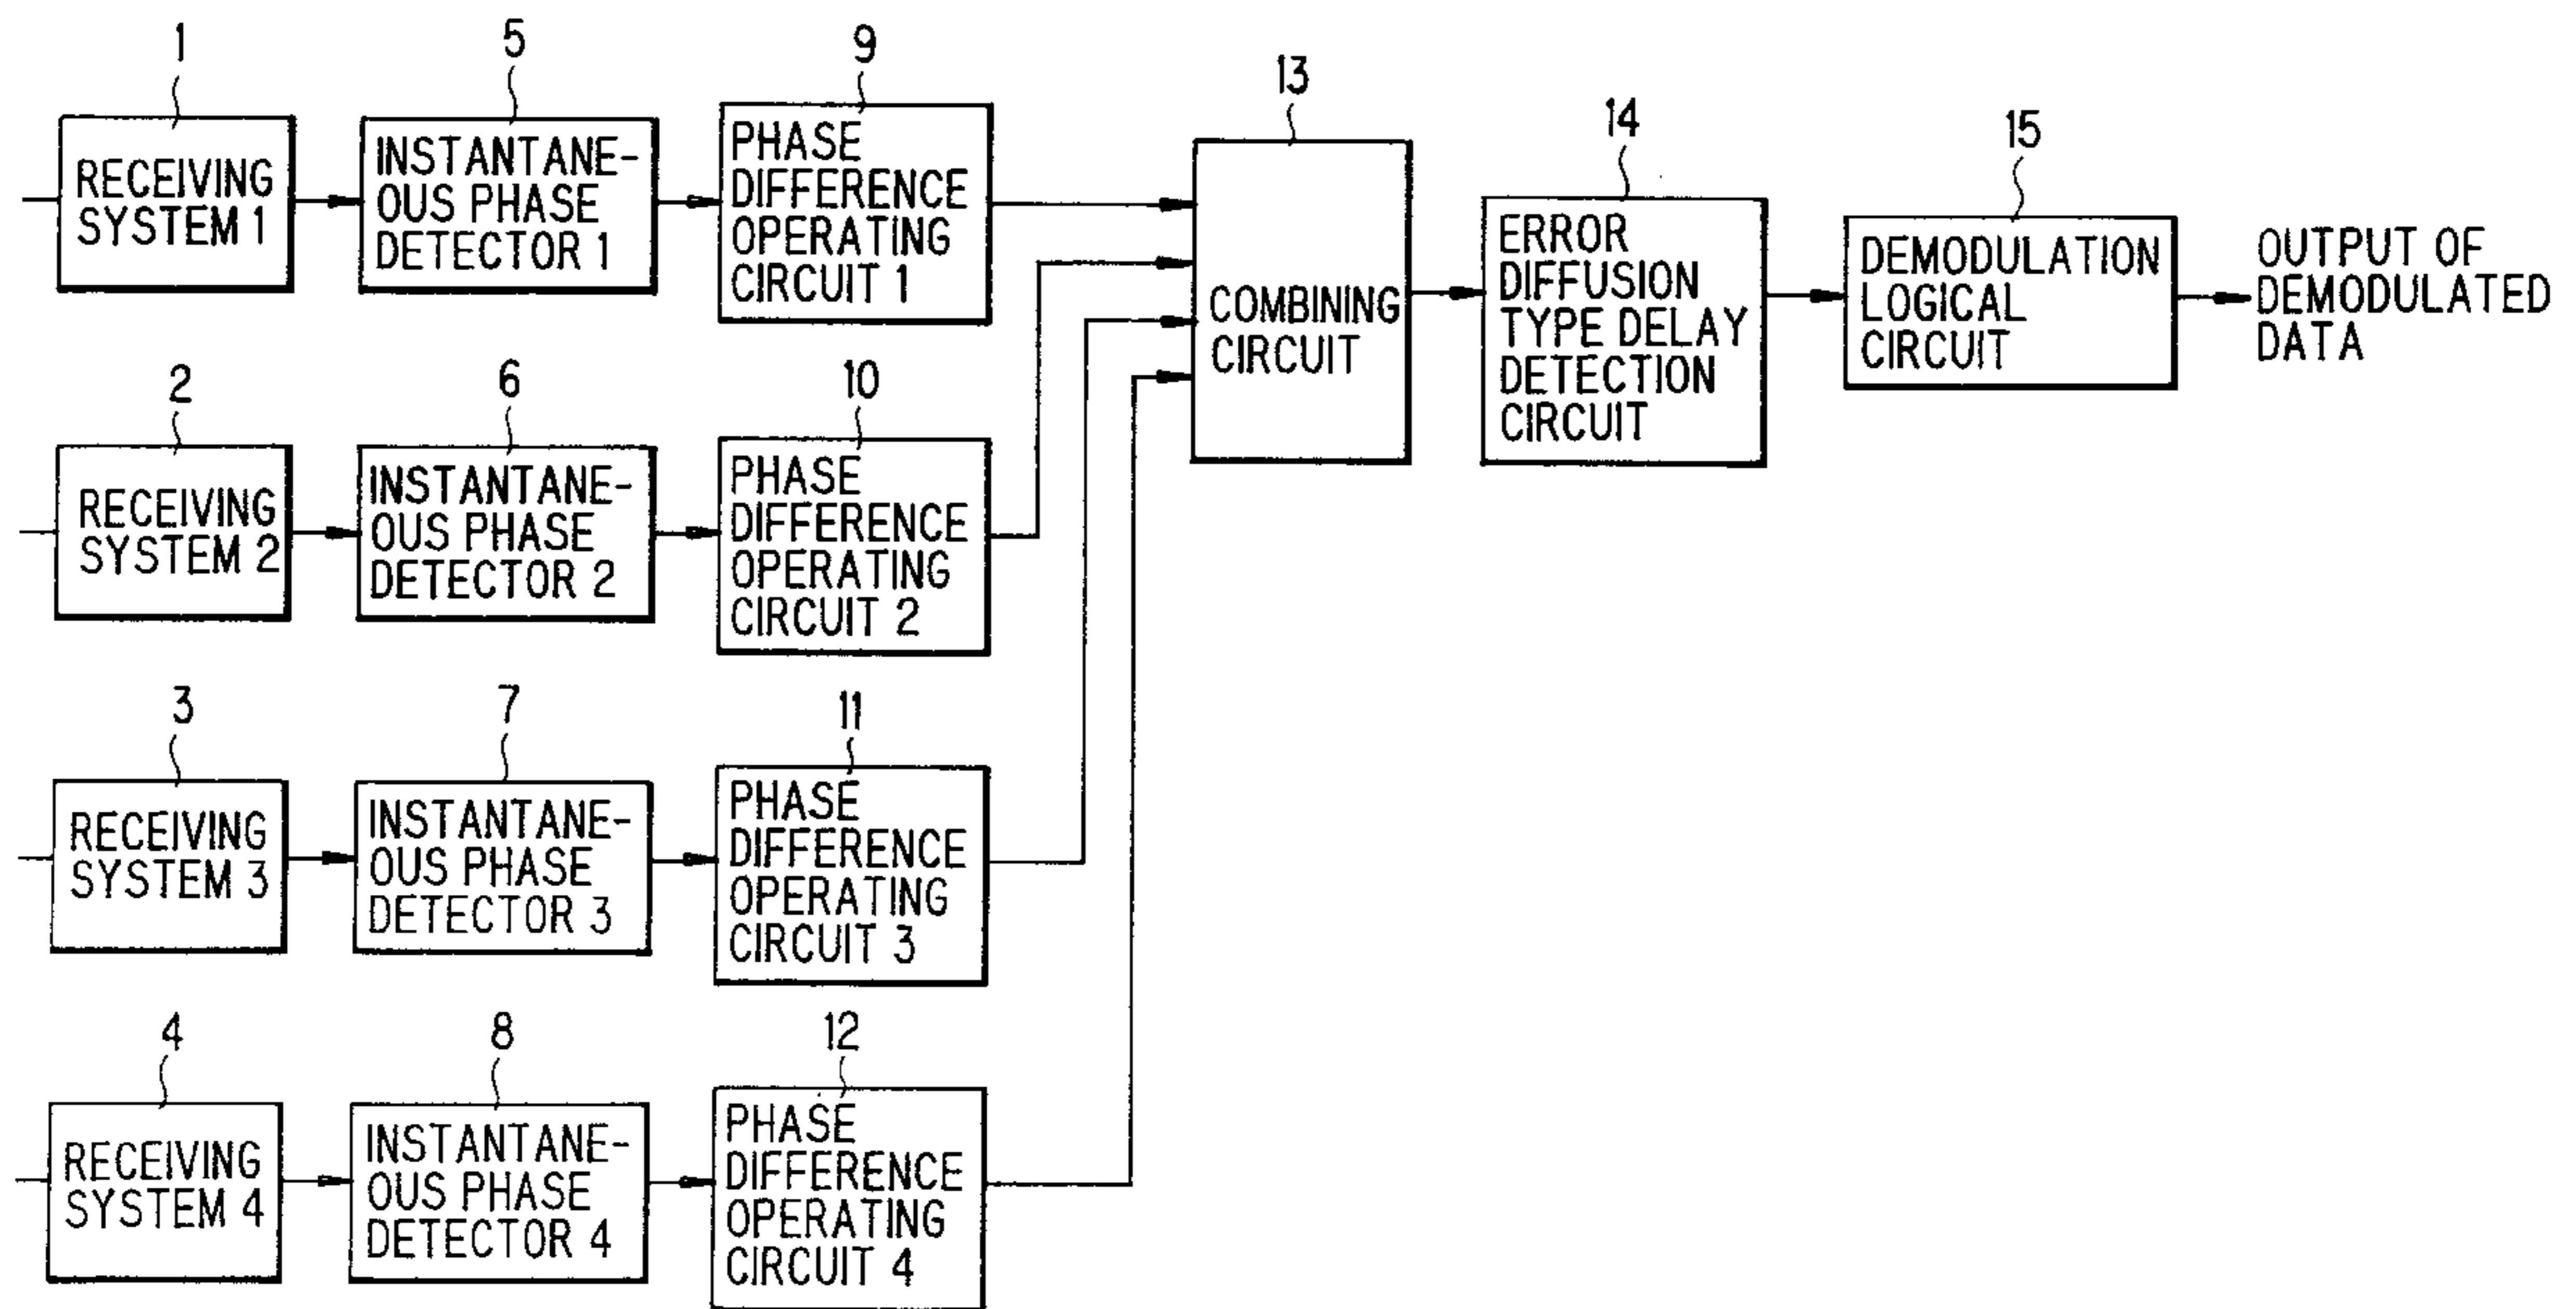 1
RECEIVING
SYSTEM 1
5
INSTANTANE-
OUS PHASE
DETECTOR 1
9
PHASE
DIFFERENCE
OPERATING
CIRCUIT 1
2
RECEIVING
SYSTEM 2
6
INSTANTANE-
OUS PHASE
DETECTOR 2
10
PHASE
DIFFERENCE
OPERATING
CIRCUIT 2
3
RECEIVING
SYSTEM 3
7
INSTANTANE-
OUS PHASE
DETECTOR 3
11
PHASE
DIFFERENCE
OPERATING
CIRCUIT 3
4
RECEIVING
SYSTEM 4
8
INSTANTANE-
OUS PHASE
DETECTOR 4
12
PHASE
DIFFERENCE
OPERATING
CIRCUIT 4
13
COMBINING
CIRCUIT
14
ERROR
DIFFUSION
TYPE DELAY
DETECTION
CIRCUIT
15
DEMODULATION
LOGICAL
CIRCUIT
OUTPUT OF
DEMODULATED
DATA